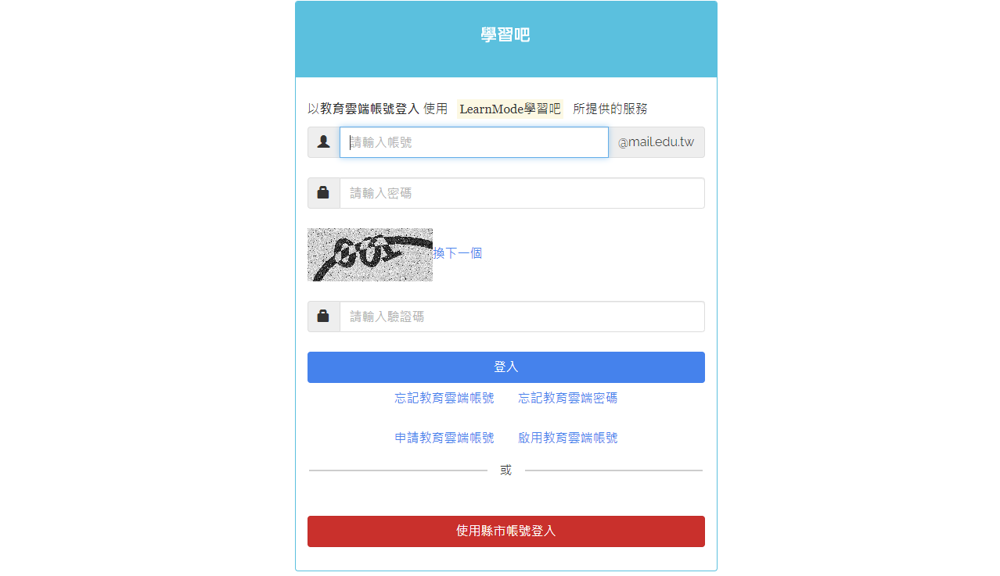 學習吧
以教育雲端帳號登入 使用 LearnMode學習吧 所提供的服務
請輸入帳號 @mail.edu.tw
請輸入密碼
換下一個
請輸入驗證碼
登入
忘記教育雲端帳號 忘記教育雲端密碼
申請教育雲端帳號 啟用教育雲端帳號
或
使用縣市帳號登入